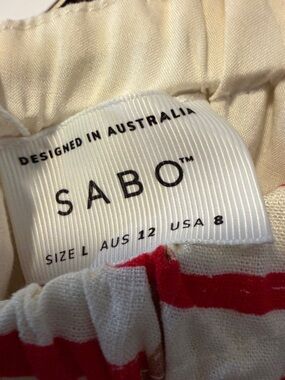 DESIGNED IN AUSTRALIA
SABO™
SIZE L AUS 12 USA 8